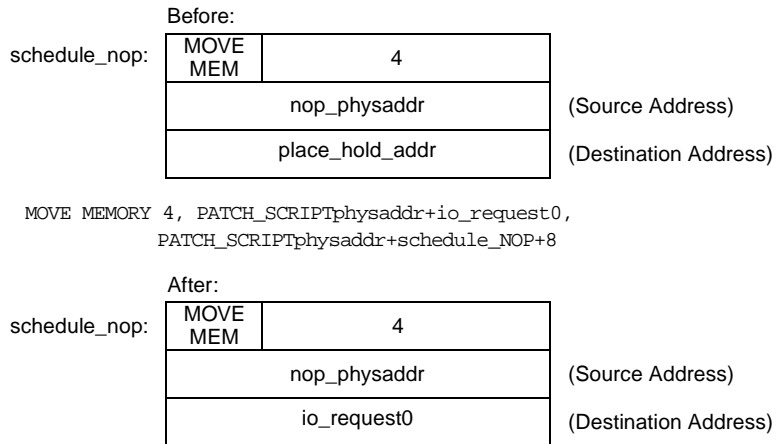 Before:
schedule_nop: MOVE MEM 4
nop_physaddr (Source Address)
place_hold_addr (Destination Address)
MOVE MEMORY 4, PATCH_SCRIPTphysaddr+io_request0,
PATCH_SCRIPTphysaddr+schedule_NOP+8
After:
schedule_nop: MOVE MEM 4
nop_physaddr (Source Address)
io_request0 (Destination Address)